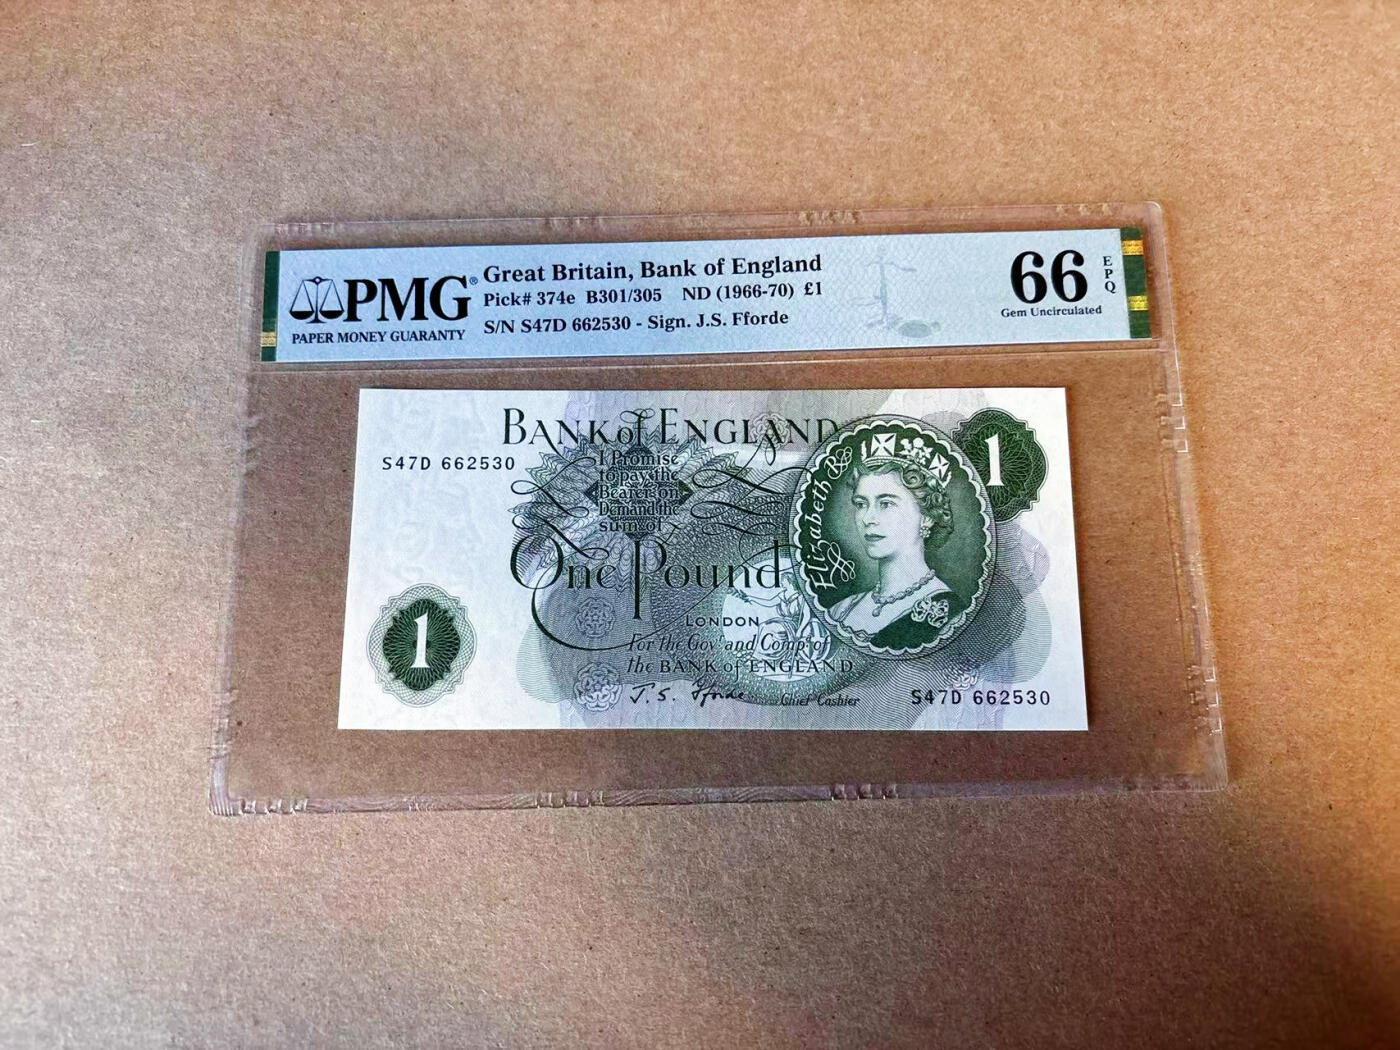 PMG®
PAPER MONEY GUARANTY
Great Britain, Bank of England
Pick# 374e B301/305 ND (1966-70) £1
S/N S47D 662530 - Sign. J.S. Fforde
66
EPQ
Gem Uncirculated
BANK of ENGLAND
S47D 662530
I Promise
to pay the
Bearer on
Demand the
sum of
One Pound
LONDON
For the Govr and Compa of
the BANK of ENGLAND
J. S. Fforde Chief Cashier
Elizabeth R
1
1
S47D 662530